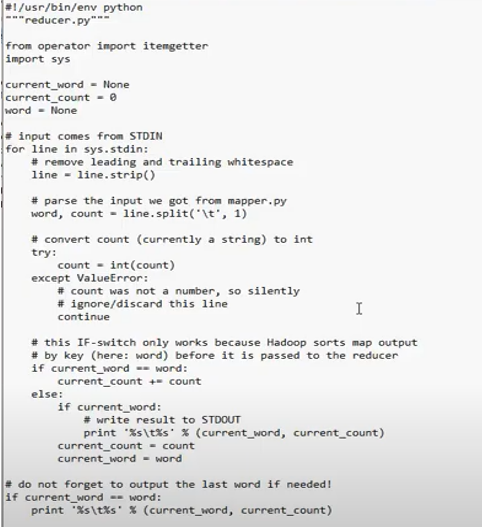 #!/usr/bin/env python
"""reducer.py"""

from operator import itemgetter
import sys

current_word = None
current_count = 0
word = None

# input comes from STDIN
for line in sys.stdin:
    # remove leading and trailing whitespace
    line = line.strip()

    # parse the input we got from mapper.py
    word, count = line.split('\t', 1)

    # convert count (currently a string) to int
    try:
        count = int(count)
    except ValueError:
        # count was not a number, so silently
        # ignore/discard this line
        continue

    # this IF-switch only works because Hadoop sorts map output
    # by key (here: word) before it is passed to the reducer
    if current_word == word:
        current_count += count
    else:
        if current_word:
            # write result to STDOUT
            print '%s\t%s' % (current_word, current_count)
        current_count = count
        current_word = word

# do not forget to output the last word if needed!
if current_word == word:
    print '%s\t%s' % (current_word, current_count)